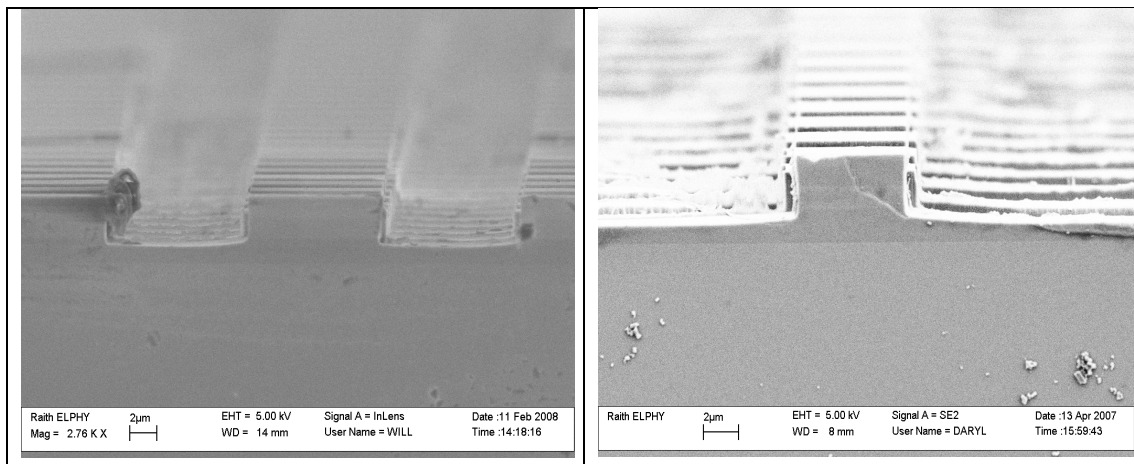 Raith ELPHY 2µm EHT = 5.00 kV Signal A = InLens Date :11 Feb 2008
Mag = 2.76 K X WD = 14 mm User Name = WILL Time :14:18:16
Raith ELPHY 2µm EHT = 5.00 kV Signal A = SE2 Date :13 Apr 2007
WD = 8 mm User Name = DARYL Time :15:59:43